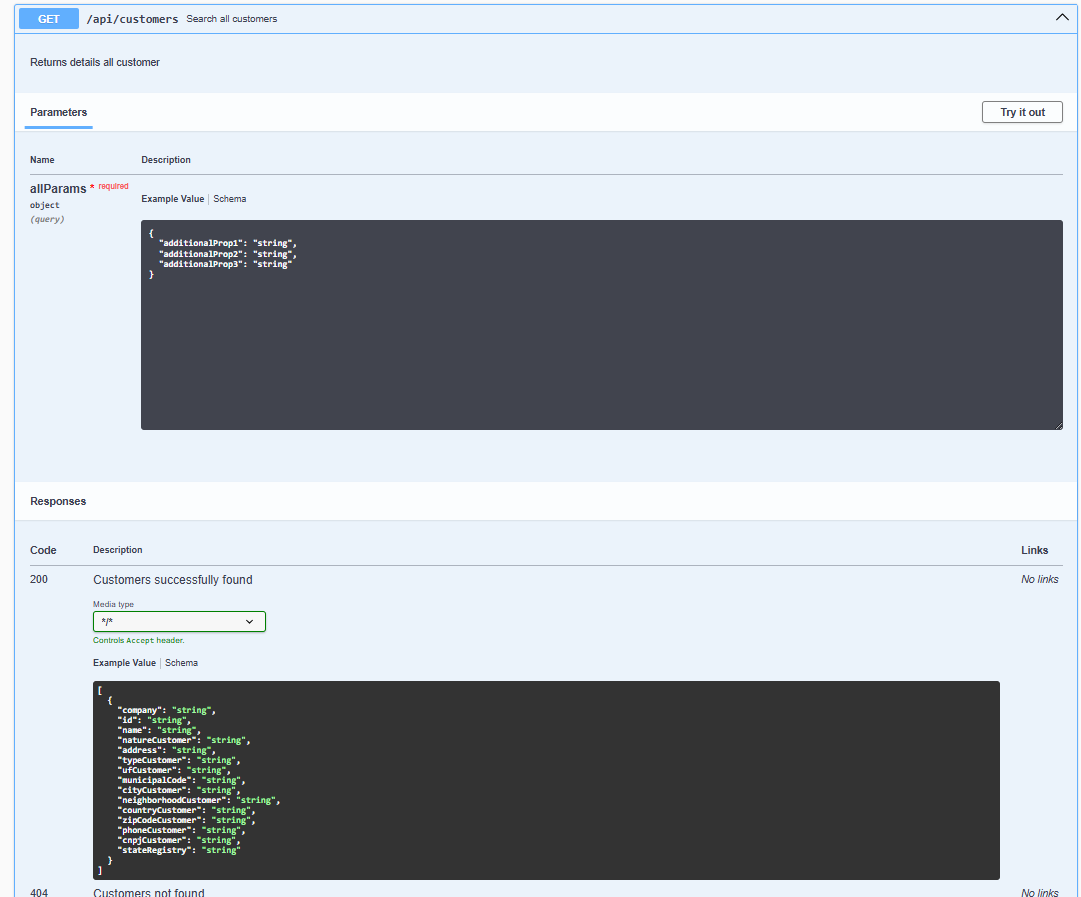 GET /api/customers Search all customers
Returns details all customer
Parameters
Try it out
Name Description
allParams * required
object
(query)
Example Value | Schema
{
"additionalProp1": "string",
"additionalProp2": "string",
"additionalProp3": "string"
}
Responses
Code Description Links
200 Customers successfully found No links
Media type
*/*
Controls Accept header.
Example Value | Schema
[
{
"company": "string",
"id": "string",
"name": "string",
"natureCustomer": "string",
"address": "string",
"typeCustomer": "string",
"ufCustomer": "string",
"municipalCode": "string",
"cityCustomer": "string",
"neighborhoodCustomer": "string",
"countryCustomer": "string",
"zipCodeCustomer": "string",
"phoneCustomer": "string",
"cnpjCustomer": "string",
"stateRegistry": "string"
}
]
404 Customers not found No links